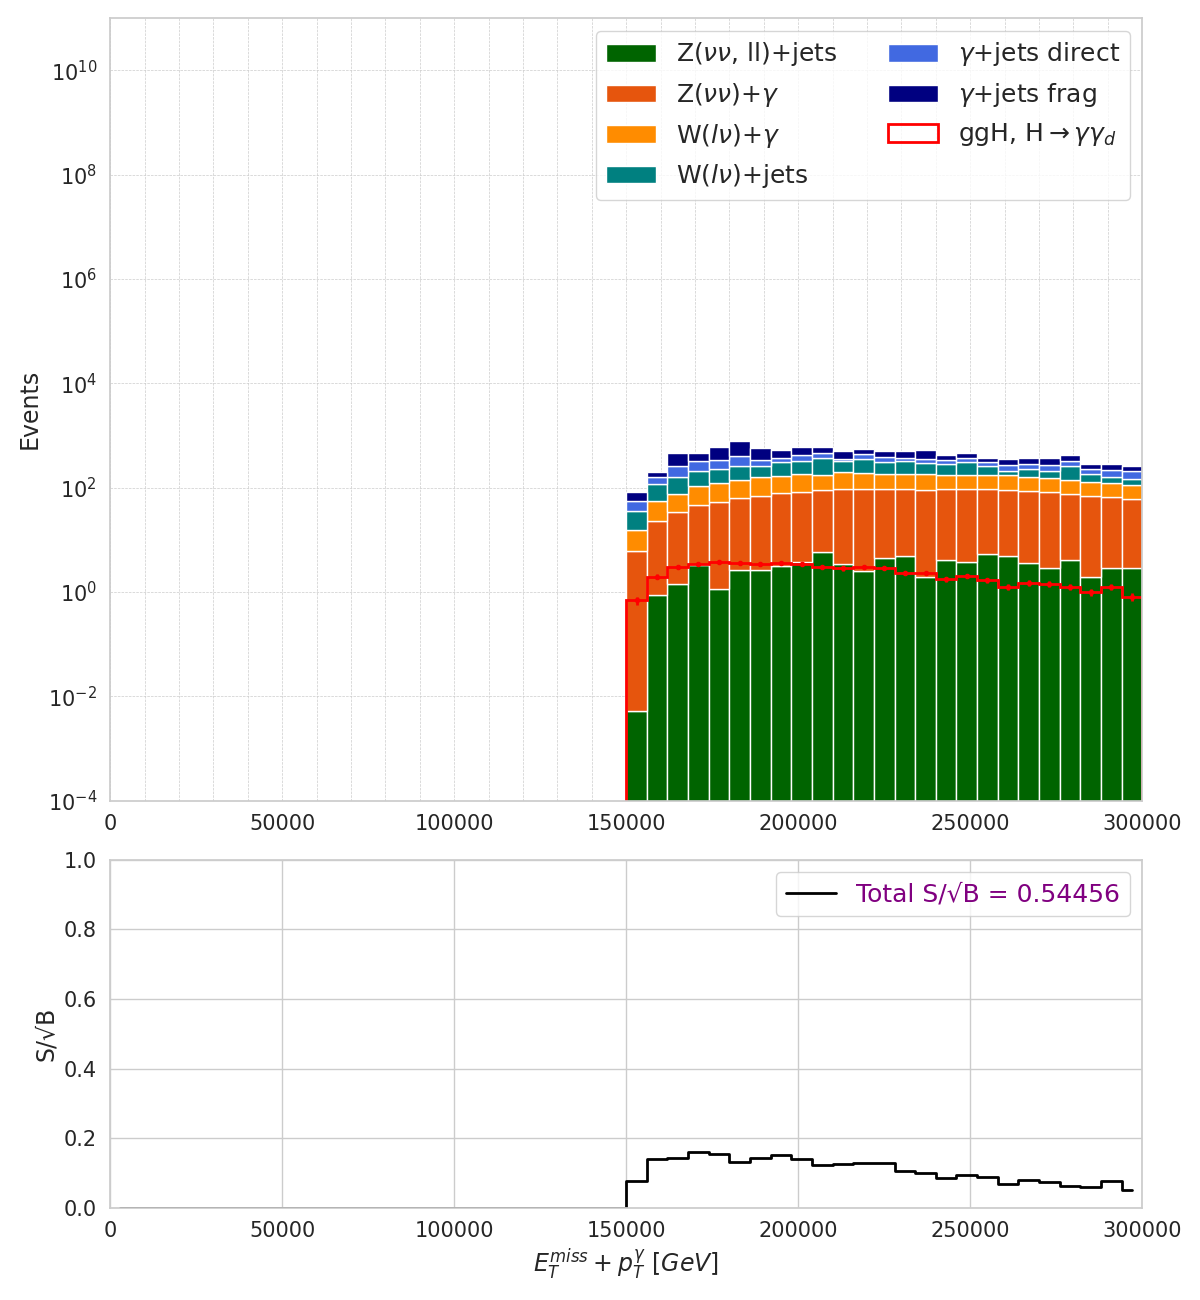 Z(νν, ll)+jets
Z(νν)+γ
W(lν)+γ
W(lν)+jets
γ+jets direct
γ+jets frag
ggH, H→γγ_d
Events
10^10
10^8
10^6
10^4
10^2
10^0
10^−2
10^−4
0 50000 100000 150000 200000 250000 300000
Total S/√B = 0.54456
S/√B
1.0
0.8
0.6
0.4
0.2
0.0
0 50000 100000 150000 200000 250000 300000
E_T^miss + p_T^γ [GeV]